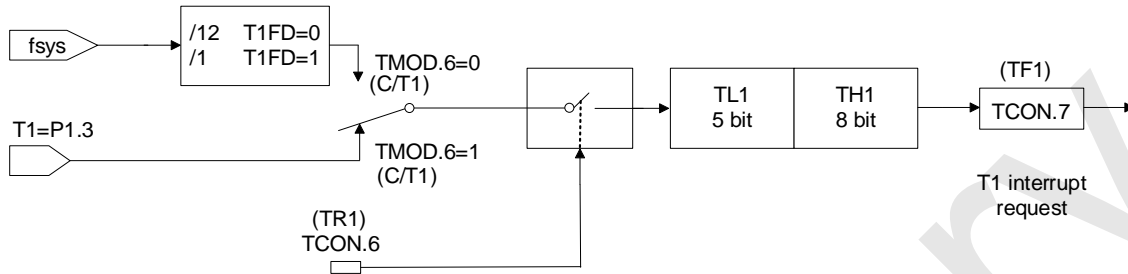 fsys
/12 T1FD=0
/1 T1FD=1
TMOD.6=0
(C/T1)
T1=P1.3
TMOD.6=1
(C/T1)
(TR1)
TCON.6
TL1
5 bit
TH1
8 bit
(TF1)
TCON.7
T1 interrupt
request